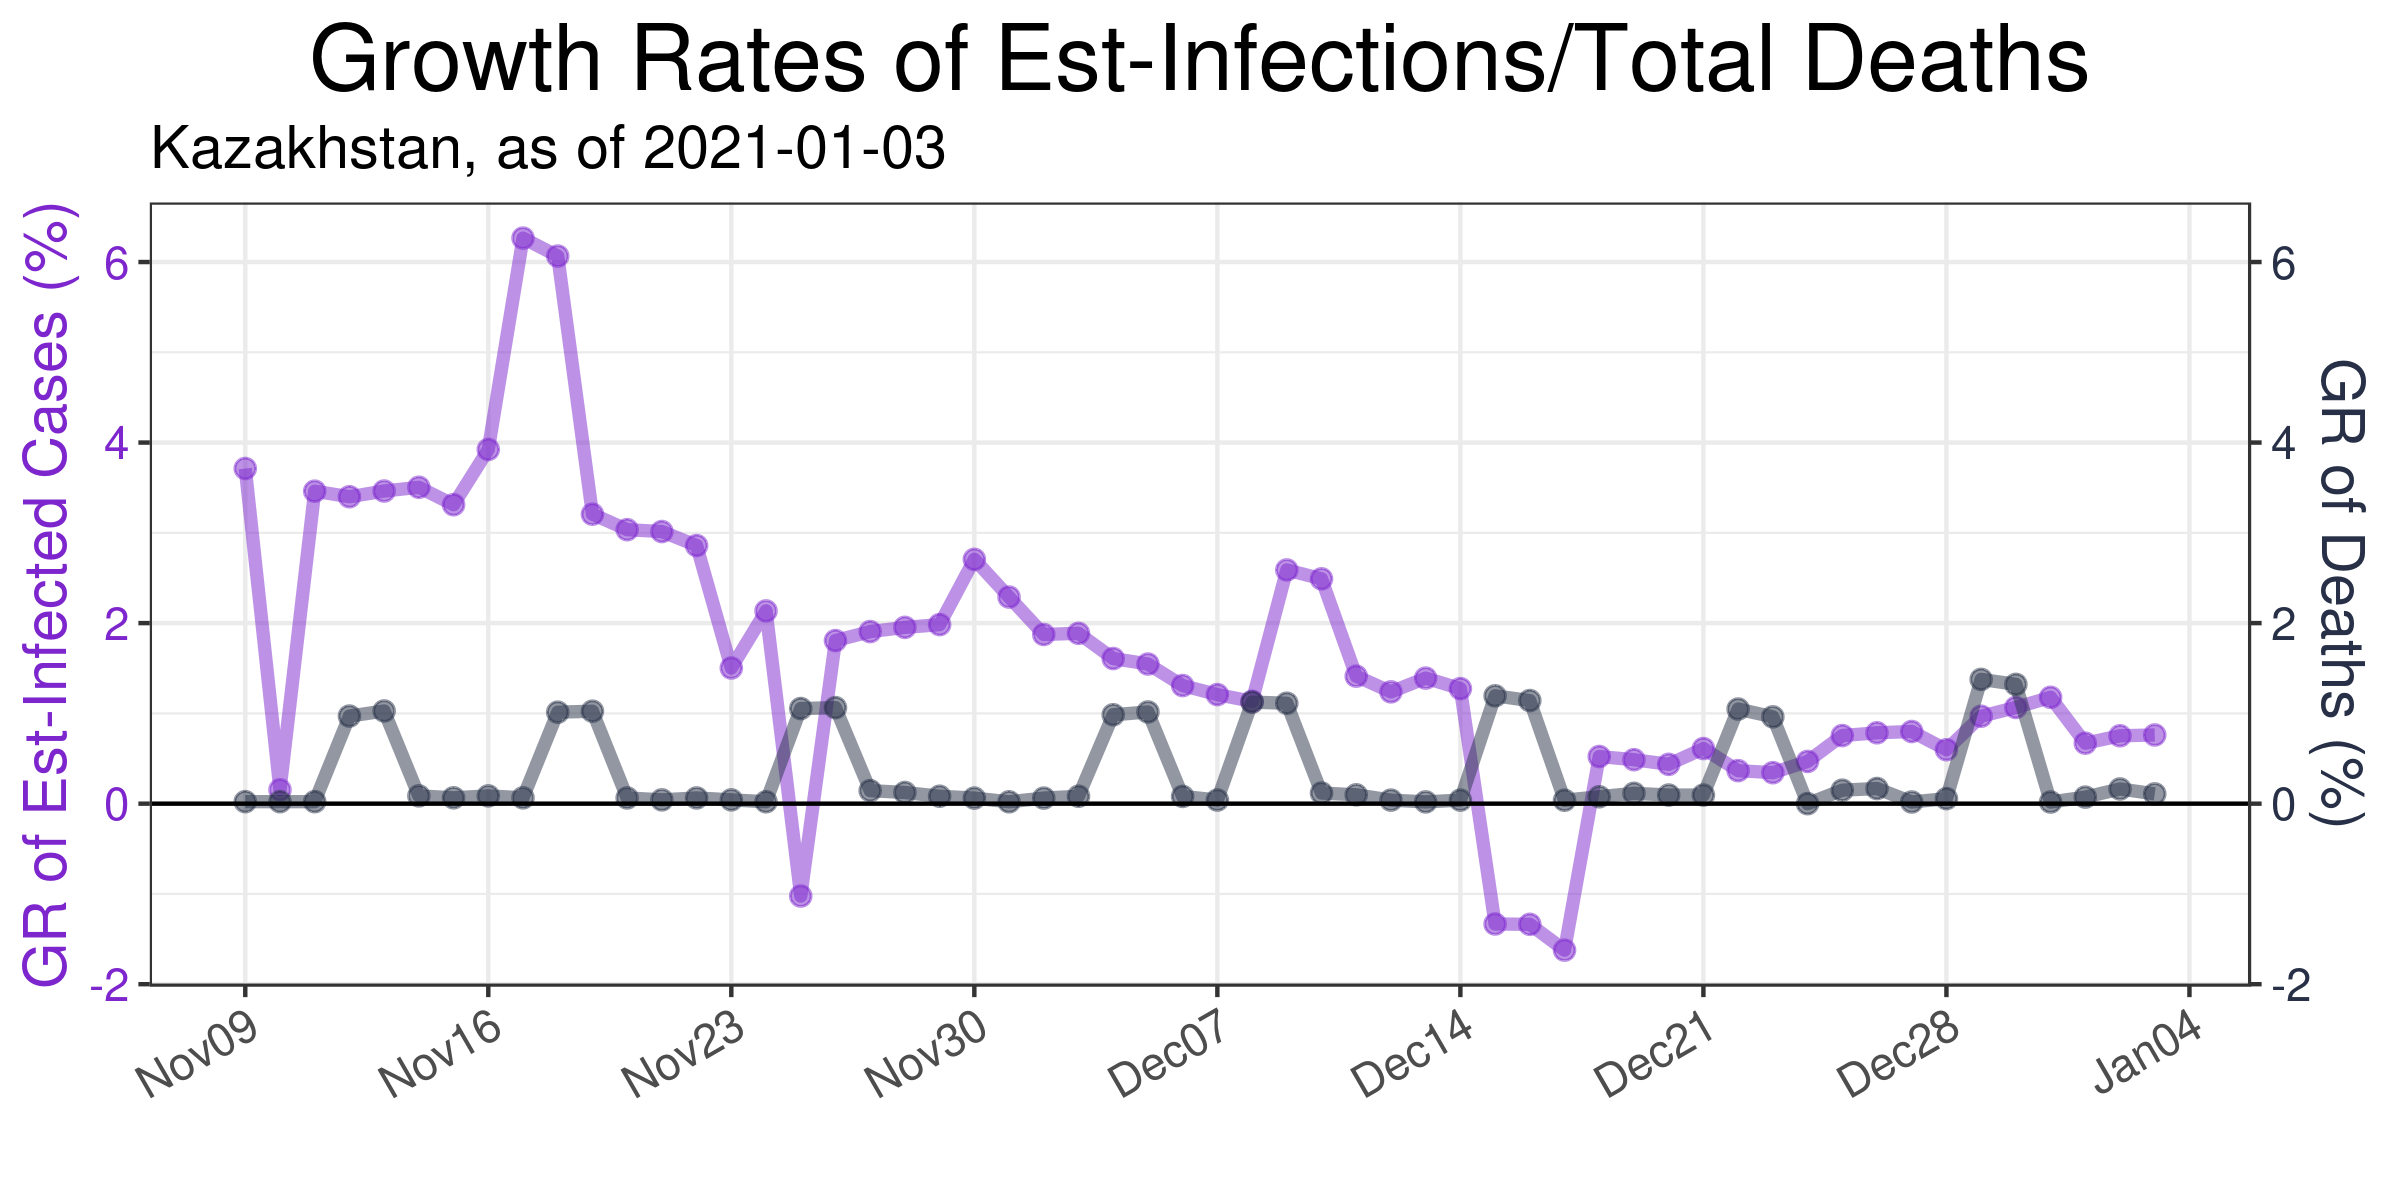 Growth Rates of Est-Infections/Total Deaths
Kazakhstan, as of 2021-01-03
GR of Est-Infected Cases (%)
6
4
2
0
-2
6
4
2
0
-2
GR of Deaths (%)
Nov09
Nov16
Nov23
Nov30
Dec07
Dec14
Dec21
Dec28
Jan04